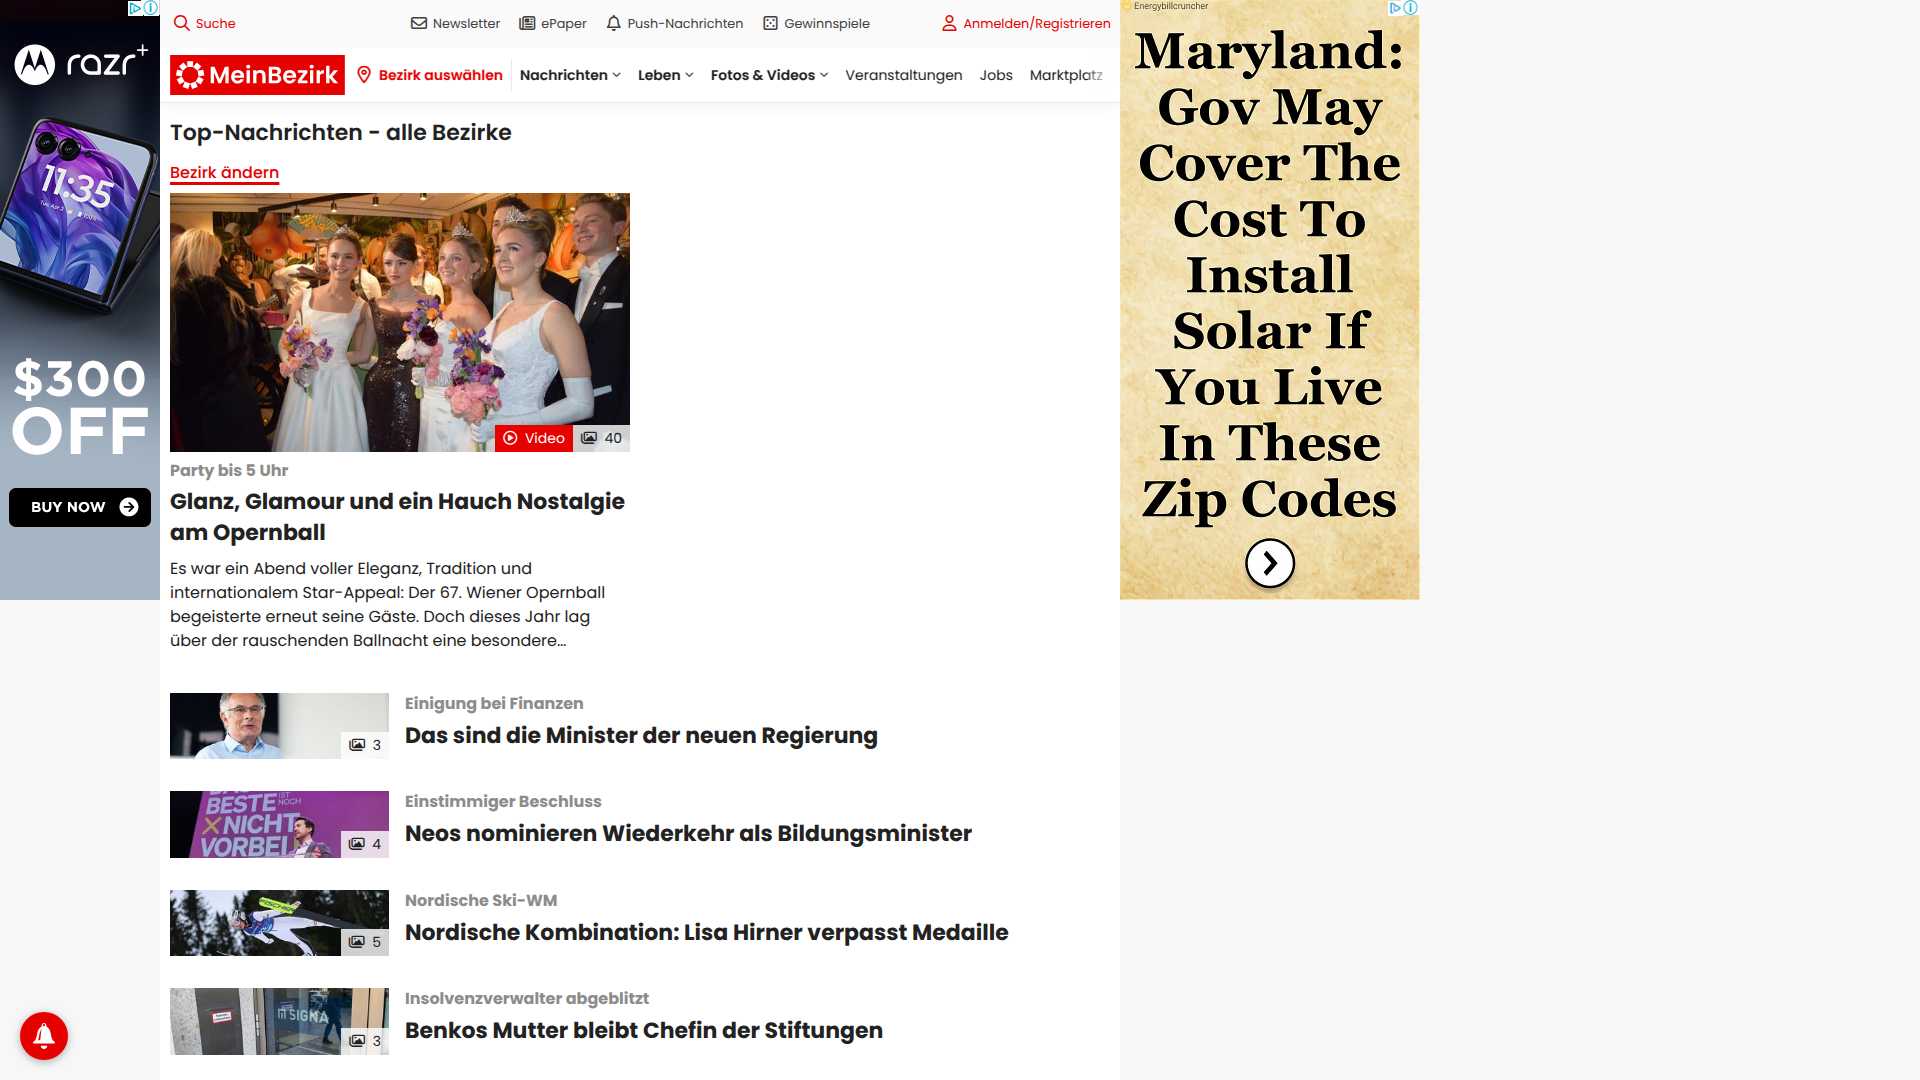 razr+
11:35
$300
OFF
BUY NOW
Suche
Newsletter
ePaper
Push-Nachrichten
Gewinnspiele
Anmelden/Registrieren
MeinBezirk
Bezirk auswählen
Nachrichten
Leben
Fotos & Videos
Veranstaltungen
Jobs
Marktplatz
Top-Nachrichten - alle Bezirke
Bezirk ändern
Video
40
Party bis 5 Uhr
Glanz, Glamour und ein Hauch Nostalgie
am Opernball
Es war ein Abend voller Eleganz, Tradition und
internationalem Star-Appeal: Der 67. Wiener Opernball
begeisterte erneut seine Gäste. Doch dieses Jahr lag
über der rauschenden Ballnacht eine besondere...
3
Einigung bei Finanzen
Das sind die Minister der neuen Regierung
BESTE IST NOCH
NICHT
VORBEI
4
Einstimmiger Beschluss
Neos nominieren Wiederkehr als Bildungsminister
FISCHER
5
Nordische Ski-WM
Nordische Kombination: Lisa Hirner verpasst Medaille
SIGNA
3
Insolvenzverwalter abgeblitzt
Benkos Mutter bleibt Chefin der Stiftungen
Energybillcruncher
Maryland:
Gov May
Cover The
Cost To
Install
Solar If
You Live
In These
Zip Codes